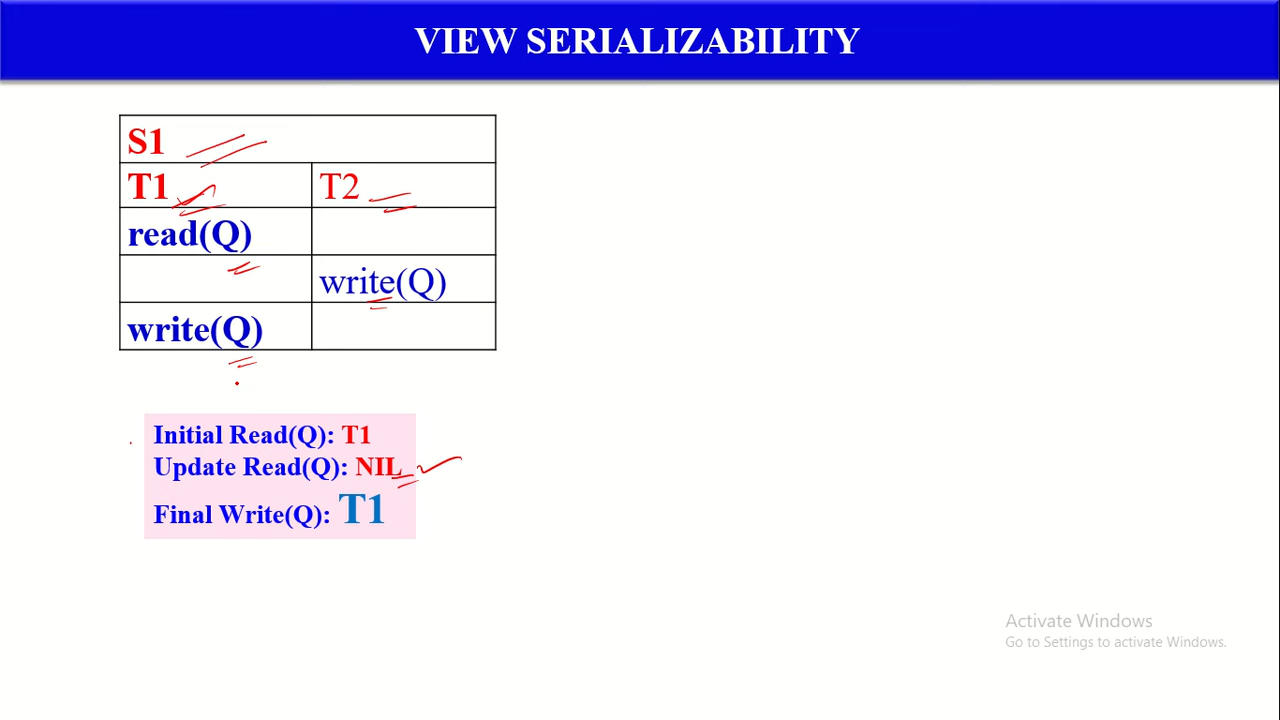 VIEW SERIALIZABILITY
S1
T1 T2
read(Q)
write(Q)
write(Q)
Initial Read(Q): T1
Update Read(Q): NIL
Final Write(Q): T1
Activate Windows
Go to Settings to activate Windows.